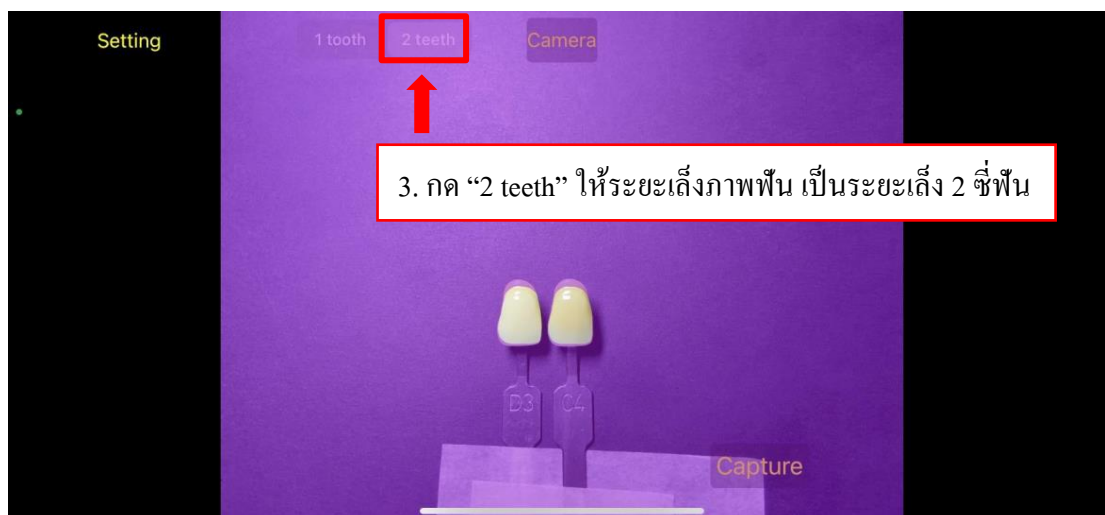 Setting
1 tooth
2 teeth
Camera
3. กด “2 teeth” ให้ระยะเล็งภาพฟัน เป็นระยะเล็ง 2 ซี่ฟัน
D3
C4
Capture